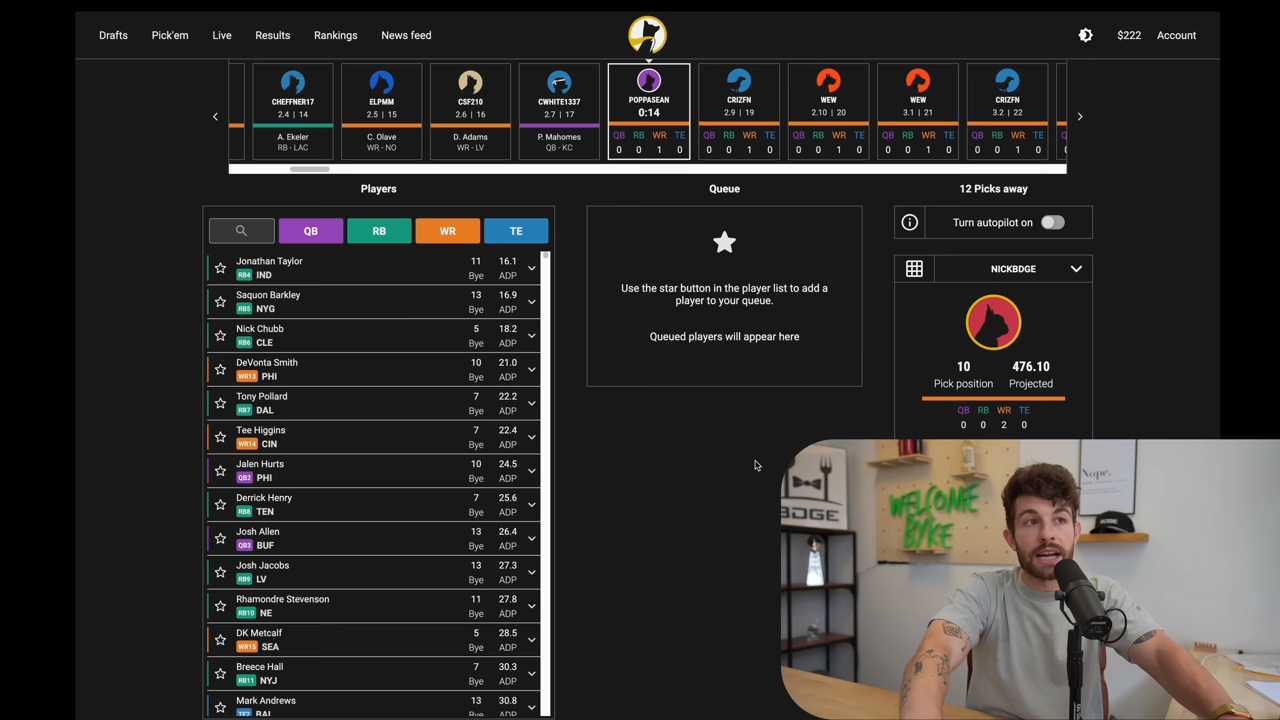 Drafts Pick'em Live Results Rankings News feed $222 Account
CHEFFNER17
2.4 | 14
A. Ekeler
RB - LAC
ELPMM
2.5 | 15
C. Olave
WR - NO
CSF210
2.6 | 16
D. Adams
WR - LV
CWHITE1337
2.7 | 17
P. Mahomes
QB - KC
POPPASEAN
0:14
QB RB WR TE
0 0 1 0
CRIZFN
2.9 | 19
QB RB WR TE
0 0 1 0
WEW
2.10 | 20
QB RB WR TE
0 0 1 0
WEW
3.1 | 21
QB RB WR TE
0 0 1 0
CRIZFN
3.2 | 22
QB RB WR TE
0 0 1 0
Players
QB RB WR TE
Jonathan Taylor 11 16.1
RB4 IND Bye ADP
Saquon Barkley 13 16.9
RB5 NYG Bye ADP
Nick Chubb 5 18.2
RB6 CLE Bye ADP
DeVonta Smith 10 21.0
WR13 PHI Bye ADP
Tony Pollard 7 22.2
RB7 DAL Bye ADP
Tee Higgins 7 22.4
WR14 CIN Bye ADP
Jalen Hurts 10 24.5
QB2 PHI Bye ADP
Derrick Henry 7 25.6
RB8 TEN Bye ADP
Josh Allen 13 26.4
QB3 BUF Bye ADP
Josh Jacobs 13 27.3
RB9 LV Bye ADP
Rhamondre Stevenson 11 27.8
RB10 NE Bye ADP
DK Metcalf 5 28.5
WR15 SEA Bye ADP
Breece Hall 7 30.3
RB11 NYJ Bye ADP
Mark Andrews 13 30.8
TE2 BAL Bye ADP
Queue
Use the star button in the player list to add a
player to your queue.
Queued players will appear here
12 Picks away
Turn autopilot on
NICKBDGE
10 476.10
Pick position Projected
QB RB WR TE
0 0 2 0
BDGE
WELCOME
BYKE
Nope.